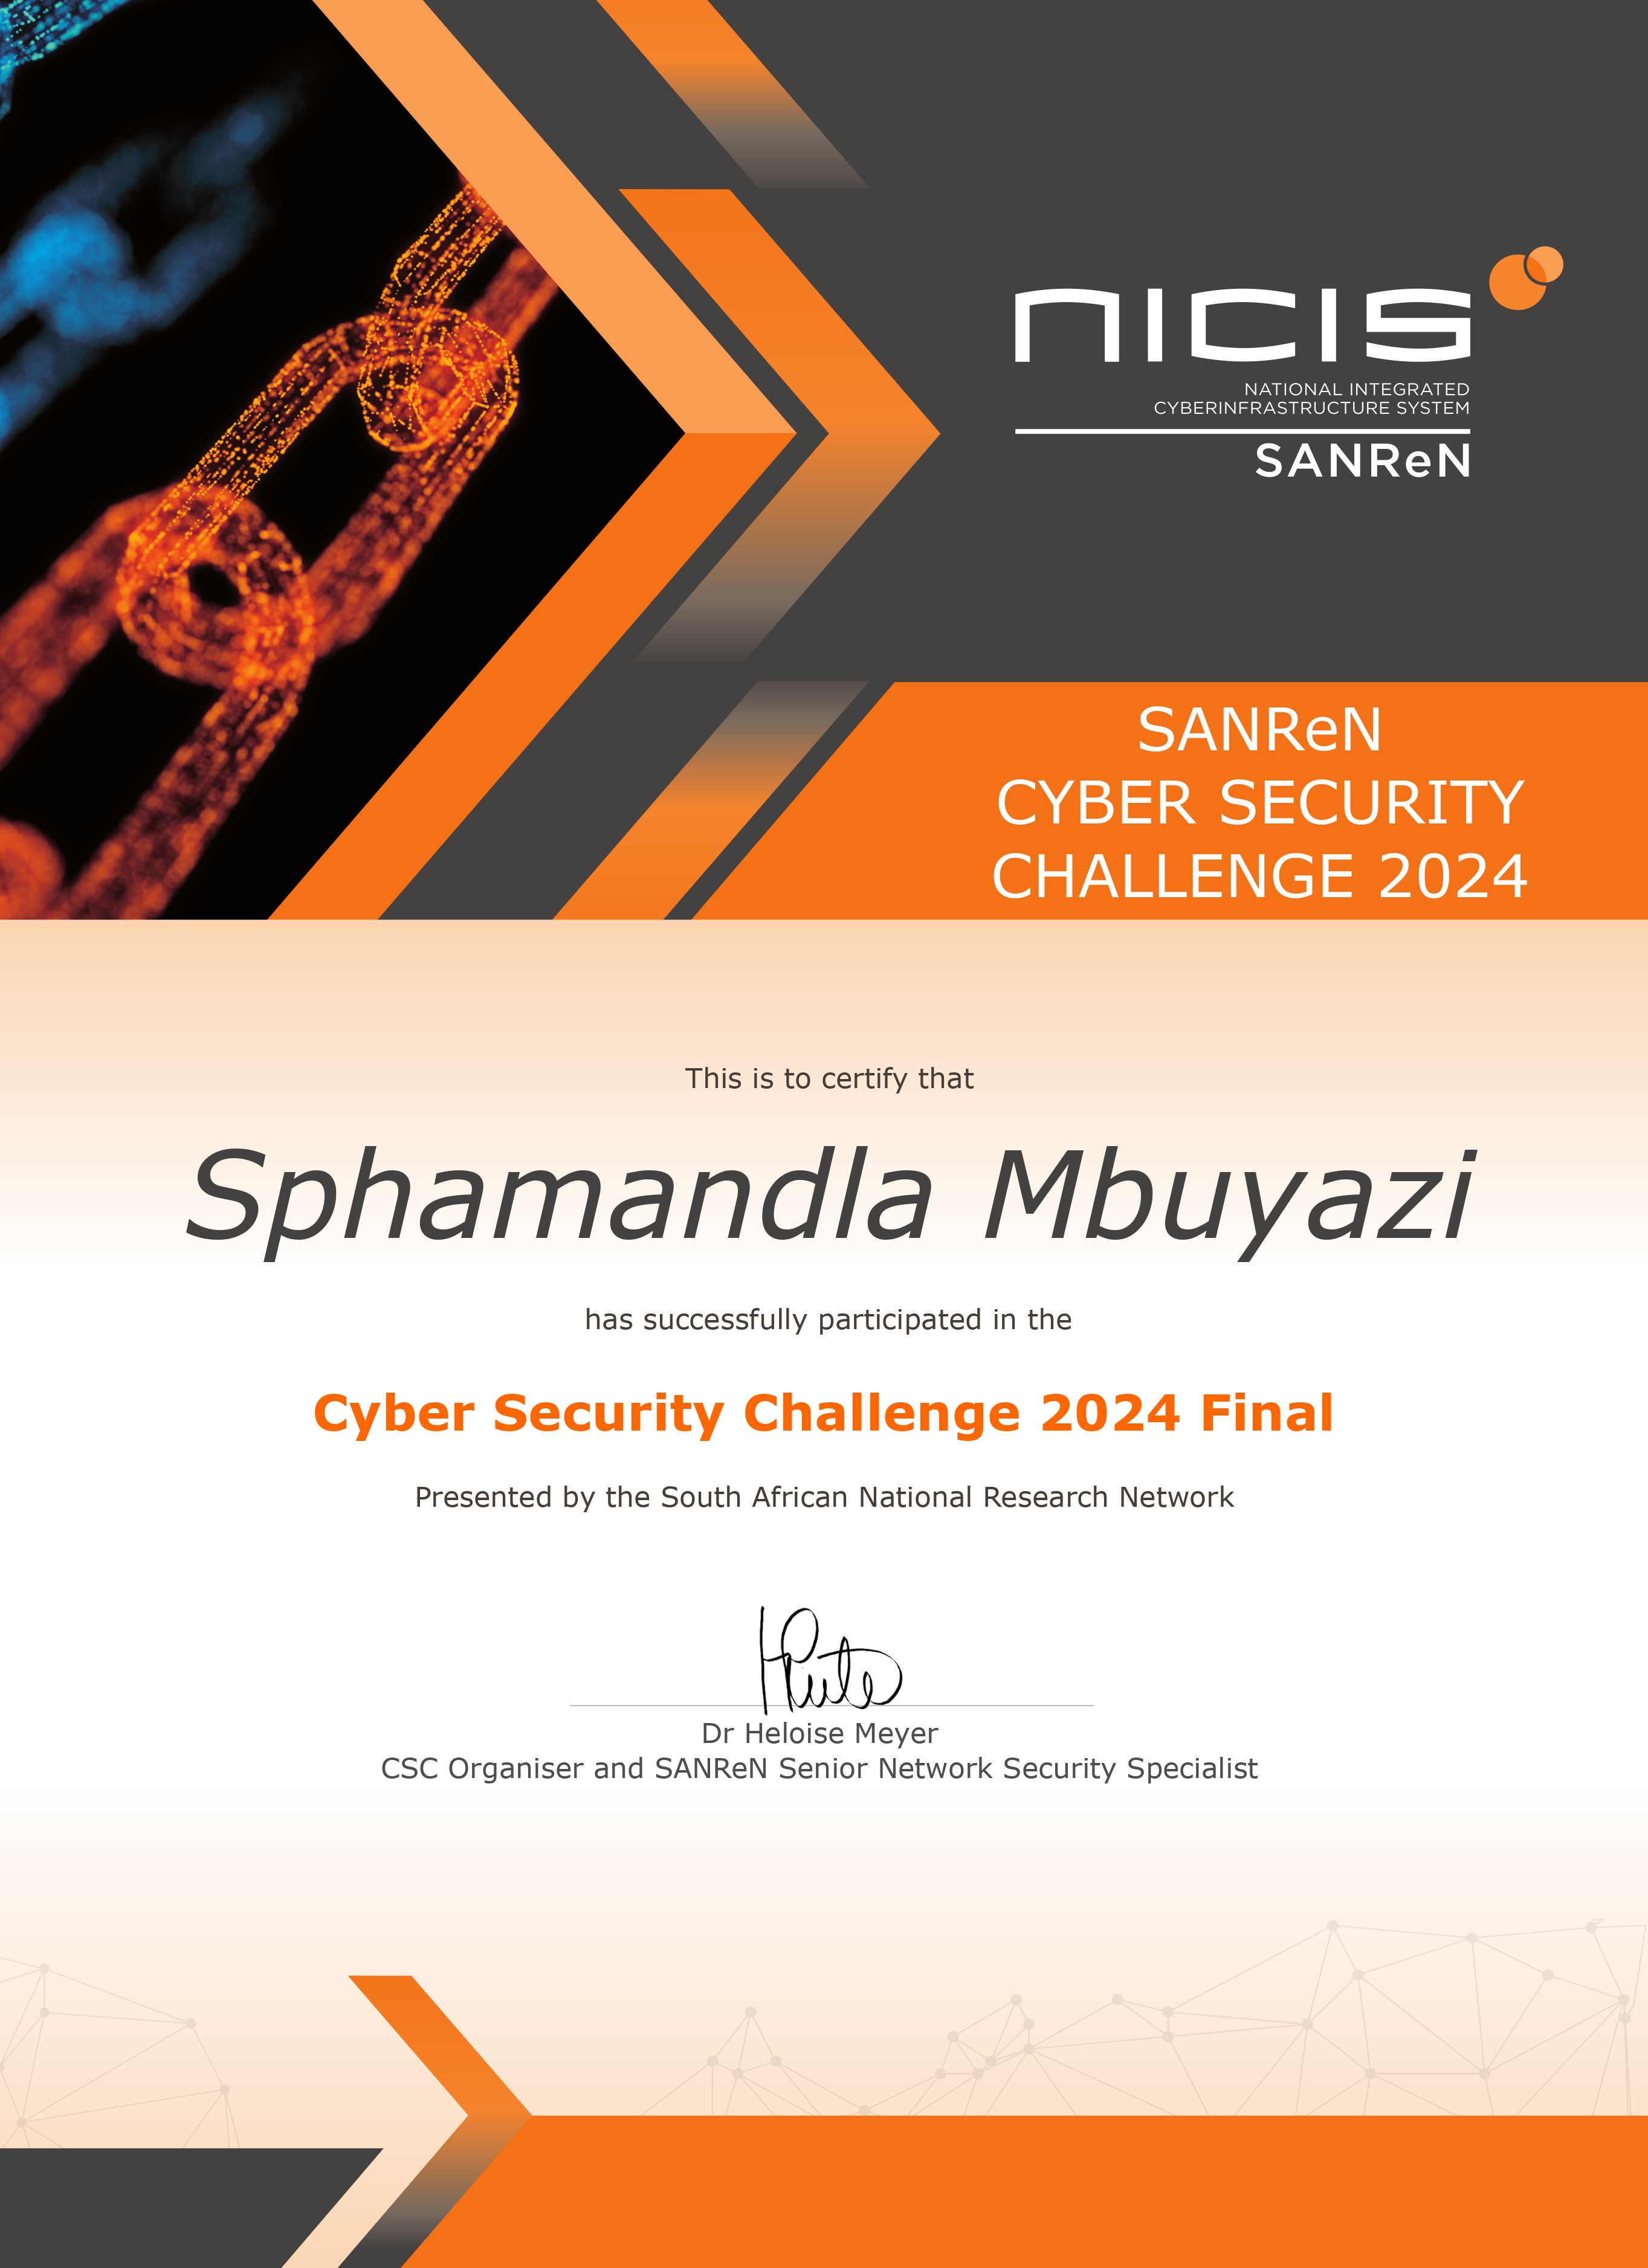 NICIS
NATIONAL INTEGRATED
CYBERINFRASTRUCTURE SYSTEM
SANReN
SANReN
CYBER SECURITY
CHALLENGE 2024
This is to certify that
Sphamandla Mbuyazi
has successfully participated in the
Cyber Security Challenge 2024 Final
Presented by the South African National Research Network
Dr Heloise Meyer
CSC Organiser and SANReN Senior Network Security Specialist